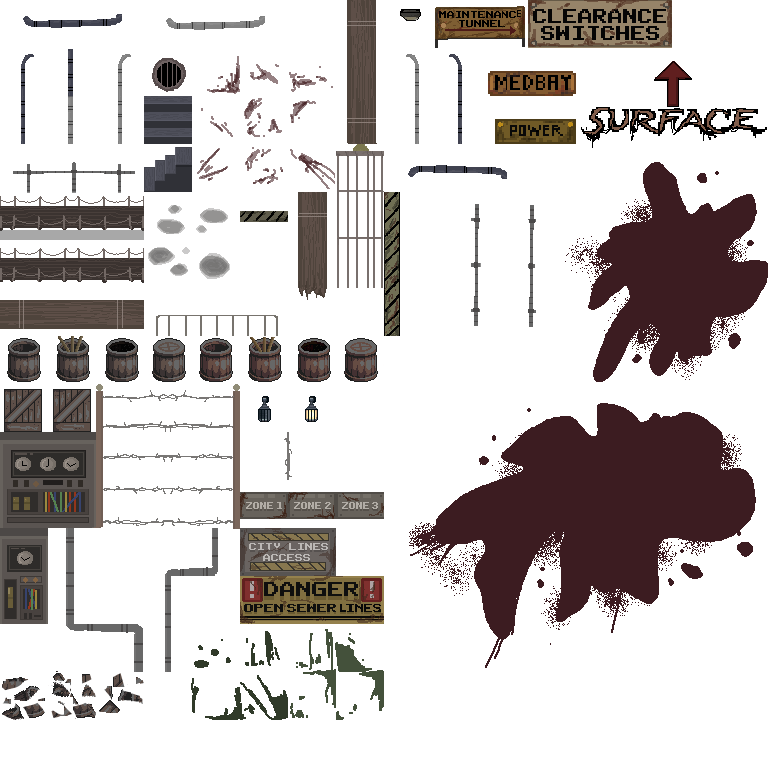 MAINTENANCE
TUNNEL
CLEARANCE
SWITCHES
MEDBAY
POWER
SURFACE
ZONE 1 ZONE 2 ZONE 3
CITY LINES
ACCESS
! DANGER !
OPEN SEWER LINES